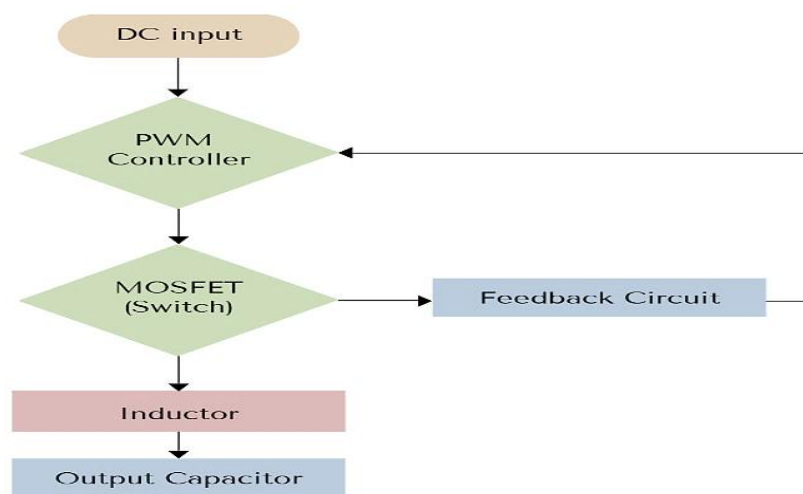 DC input
PWM
Controller
MOSFET
(Switch)
Feedback Circuit
Inductor
Output Capacitor